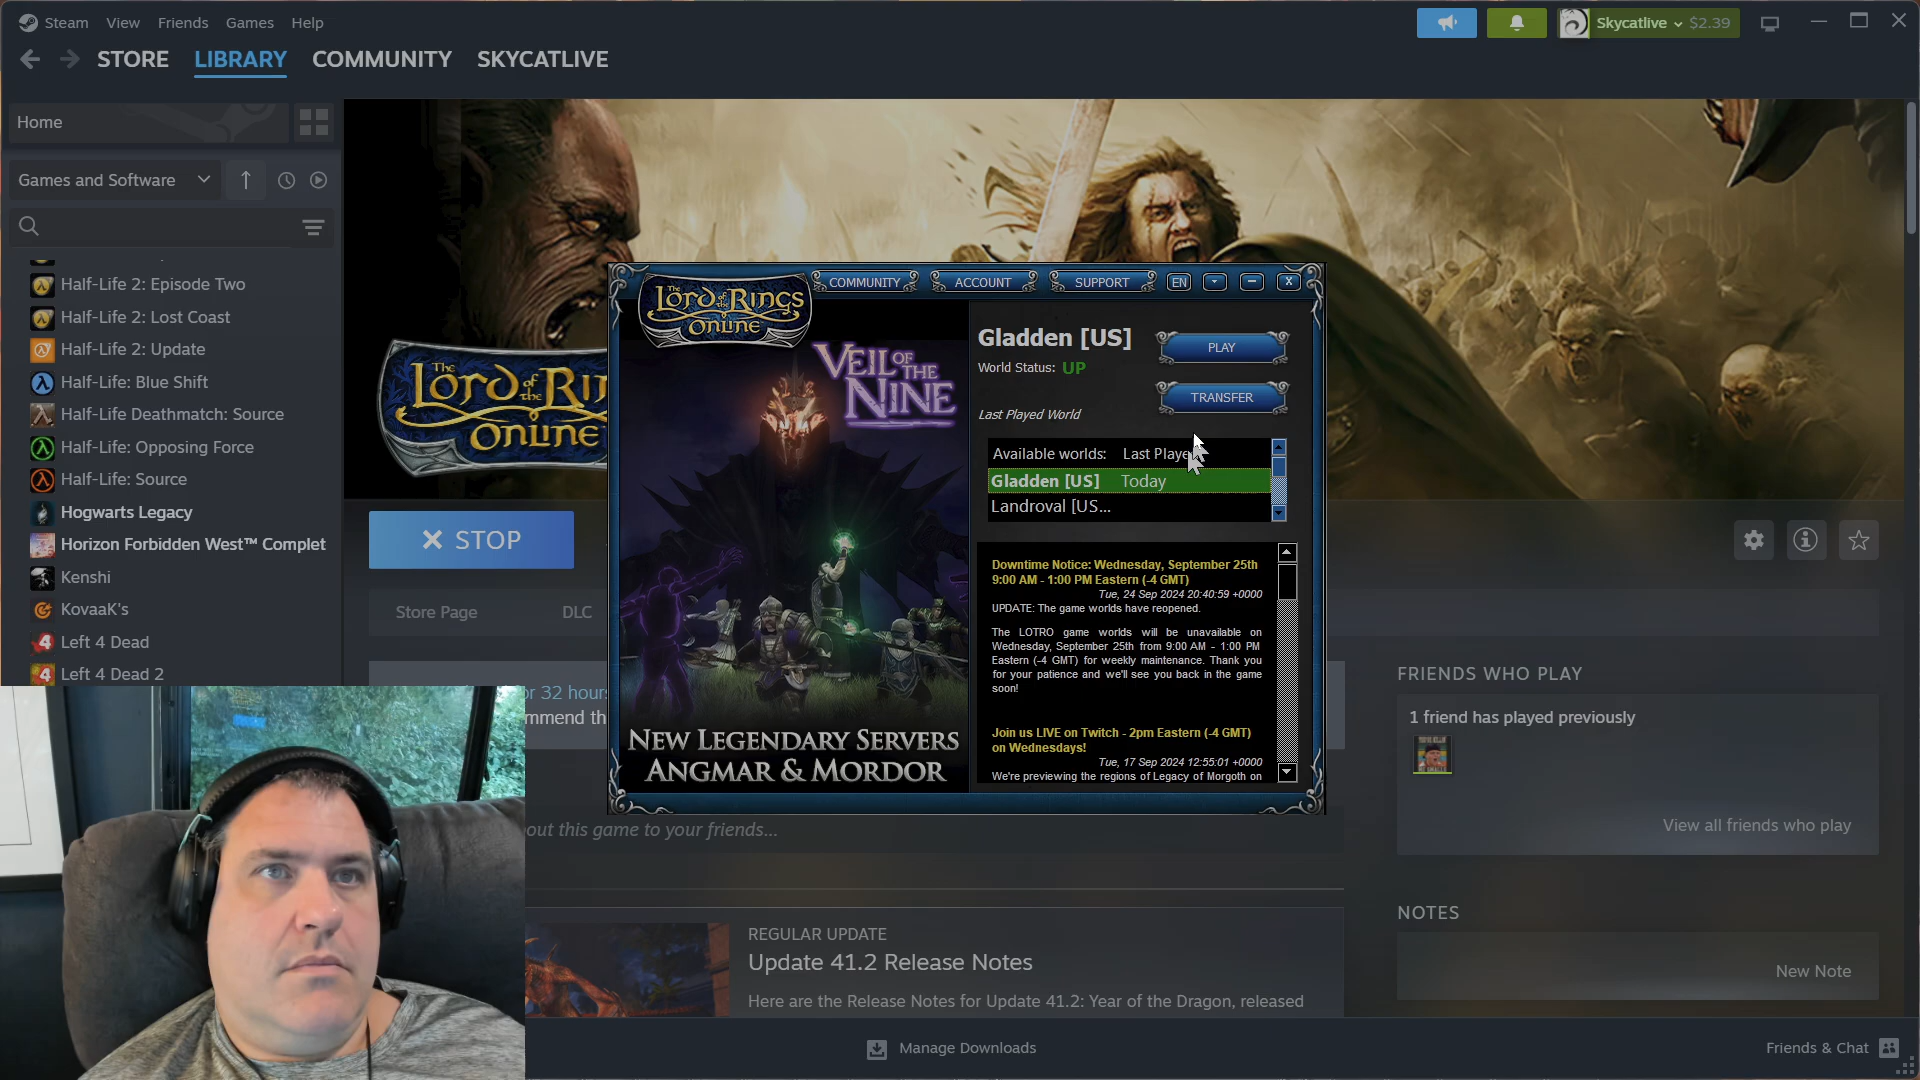 Steam View Friends Games Help
Skycatlive $2.39
STORE LIBRARY COMMUNITY SKYCATLIVE
Home
Games and Software
Half-Life 2: Episode Two
Half-Life 2: Lost Coast
Half-Life 2: Update
Half-Life: Blue Shift
Half-Life Deathmatch: Source
Half-Life: Opposing Force
Half-Life: Source
Hogwarts Legacy
Horizon Forbidden West™ Complet
Kenshi
KovaaK's
Left 4 Dead
Left 4 Dead 2
The
Lord of the Rin
Online
STOP
Store Page DLC
or 32 hours
mmend th
out this game to your friends...
The
Lord of the Rings
Online
COMMUNITY ACCOUNT SUPPORT EN
Veil of the Nine
New Legendary Servers
Angmar & Mordor
Gladden [US]
World Status: UP
Last Played World
PLAY
TRANSFER
Available worlds: Last Playe
Gladden [US] Today
Landroval [US...
Downtime Notice: Wednesday, September 25th
9:00 AM - 1:00 PM Eastern (-4 GMT)
Tue, 24 Sep 2024 20:40:59 +0000
UPDATE: The game worlds have reopened.
The LOTRO game worlds will be unavailable on
Wednesday, September 25th from 9:00 AM - 1:00 PM
Eastern (-4 GMT) for weekly maintenance. Thank you
for your patience and we'll see you back in the game
soon!
Join us LIVE on Twitch - 2pm Eastern (-4 GMT)
on Wednesdays!
Tue, 17 Sep 2024 12:55:01 +0000
We're previewing the regions of Legacy of Morgoth on
FRIENDS WHO PLAY
1 friend has played previously
View all friends who play
NOTES
New Note
REGULAR UPDATE
Update 41.2 Release Notes
Here are the Release Notes for Update 41.2: Year of the Dragon, released
Manage Downloads
Friends & Chat